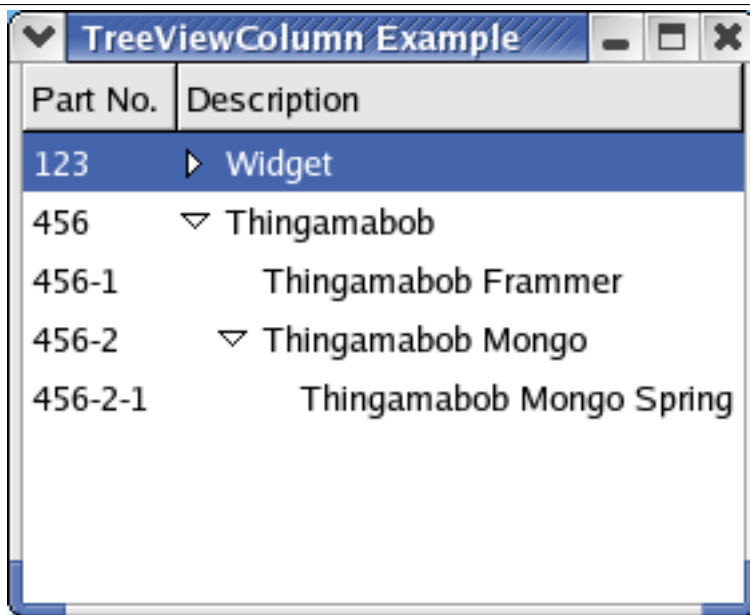 TreeViewColumn Example
Part No. Description
123 Widget
456 Thingamabob
456-1 Thingamabob Frammer
456-2 Thingamabob Mongo
456-2-1 Thingamabob Mongo Spring